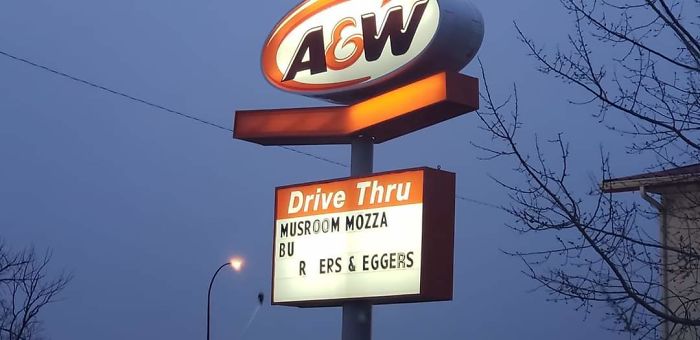 A&W
Drive Thru
MUSROOM MOZZA
BU
R ERS & EGGERS